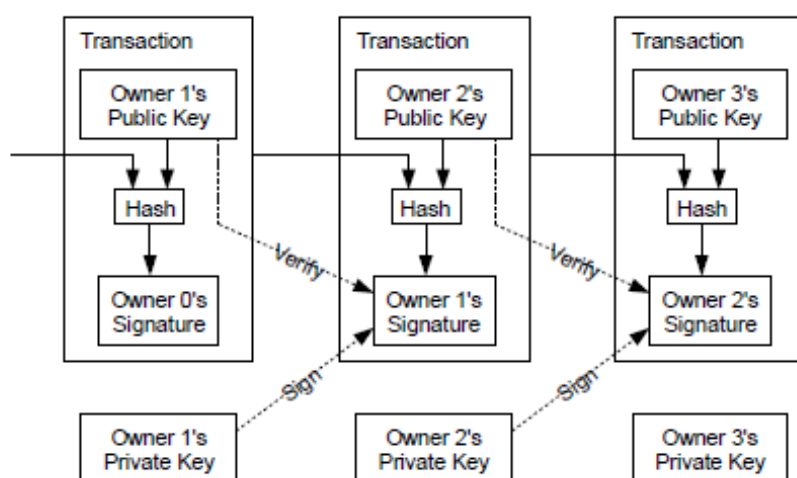 Transaction
Owner 1's
Public Key
Hash
Owner 0's
Signature
Transaction
Owner 2's
Public Key
Hash
Verify
Owner 1's
Signature
Transaction
Owner 3's
Public Key
Hash
Verify
Owner 2's
Signature
Sign
Sign
Owner 1's
Private Key
Owner 2's
Private Key
Owner 3's
Private Key